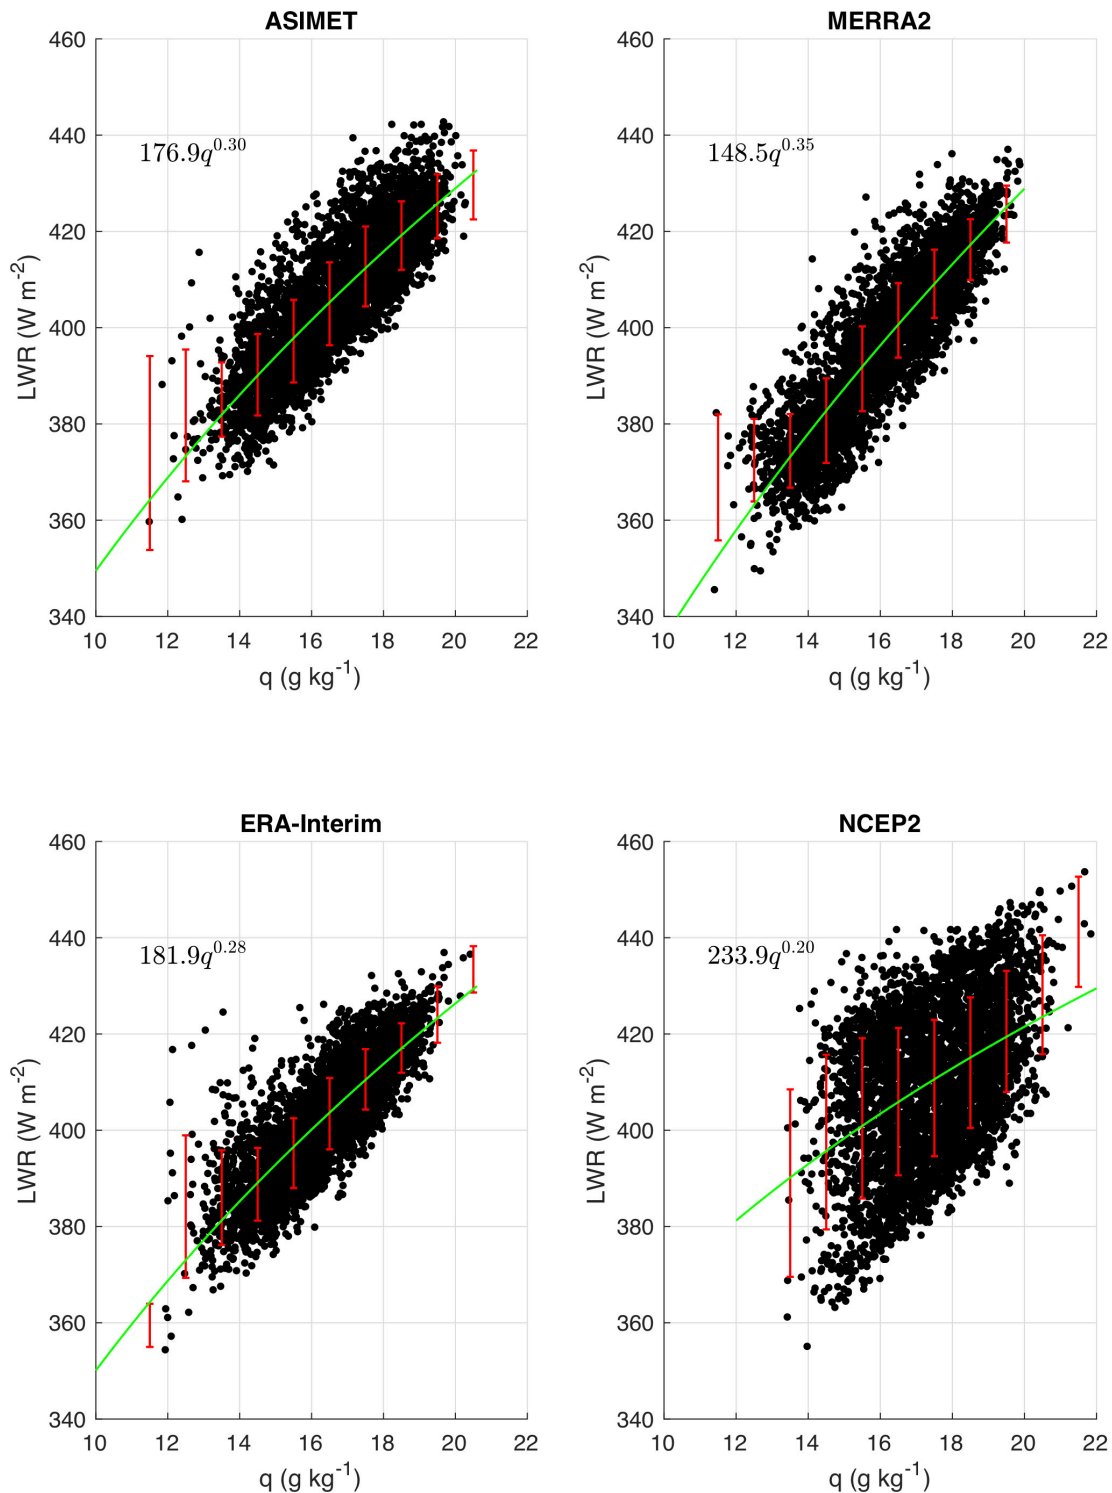 ASIMET
460
440
420
400
380
360
340
LWR (W m⁻²)
176.9q^0.30
10 12 14 16 18 20 22
q (g kg⁻¹)
MERRA2
460
440
420
400
380
360
340
LWR (W m⁻²)
148.5q^0.35
10 12 14 16 18 20 22
q (g kg⁻¹)
ERA-Interim
460
440
420
400
380
360
340
LWR (W m⁻²)
181.9q^0.28
10 12 14 16 18 20 22
q (g kg⁻¹)
NCEP2
460
440
420
400
380
360
340
LWR (W m⁻²)
233.9q^0.20
10 12 14 16 18 20 22
q (g kg⁻¹)